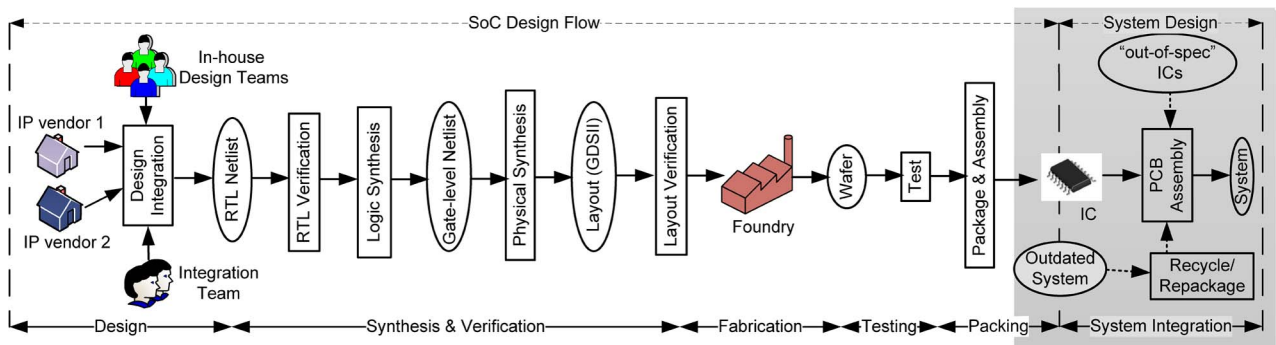 SoC Design Flow
System Design
In-house
Design Teams
"out-of-spec"
ICs
IP vendor 1
IP vendor 2
Design
Integration
Integration
Team
RTL Netlist
RTL Verification
Logic Synthesis
Gate-level Netlist
Physical Synthesis
Layout (GDSII)
Layout Verification
Foundry
Wafer
Test
Package & Assembly
IC
PCB
Assembly
System
Outdated
System
Recycle/
Repackage
Design
Synthesis & Verification
Fabrication
Testing
Packing
System Integration